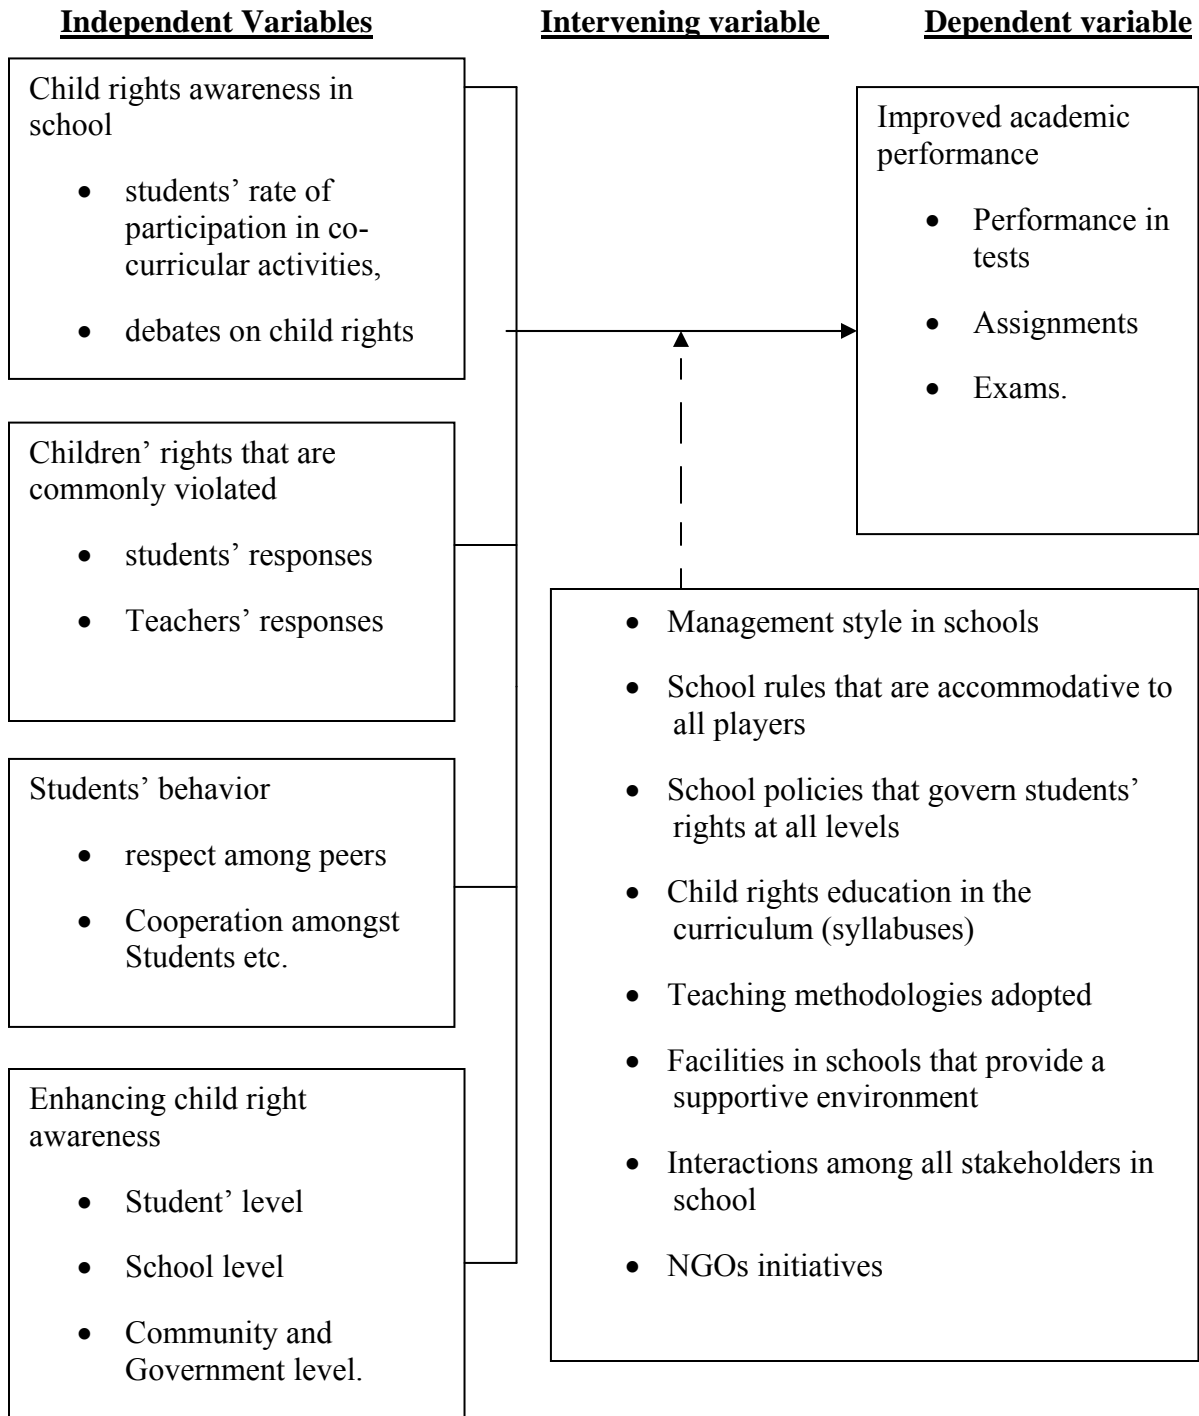 Independent Variables
Intervening variable
Dependent variable
Child rights awareness in
school
• students’ rate of
participation in co-
curricular activities,
• debates on child rights
Children’ rights that are
commonly violated
• students’ responses
• Teachers’ responses
Students’ behavior
• respect among peers
• Cooperation amongst
Students etc.
Enhancing child right
awareness
• Student’ level
• School level
• Community and
Government level.
Improved academic
performance
• Performance in
tests
• Assignments
• Exams.
• Management style in schools
• School rules that are accommodative to
all players
• School policies that govern students’
rights at all levels
• Child rights education in the
curriculum (syllabuses)
• Teaching methodologies adopted
• Facilities in schools that provide a
supportive environment
• Interactions among all stakeholders in
school
• NGOs initiatives